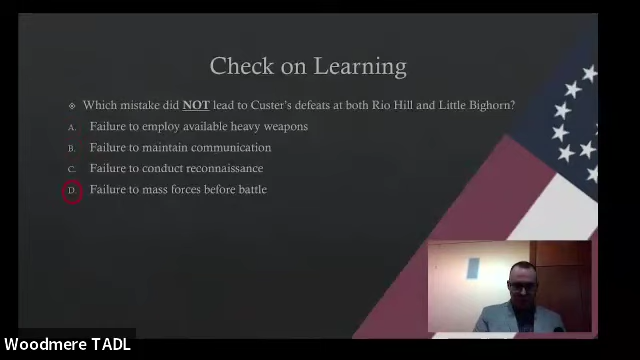 Check on Learning
Which mistake did NOT lead to Custer's defeats at both Rio Hill and Little Bighorn?
A. Failure to employ available heavy weapons
B. Failure to maintain communication
C. Failure to conduct reconnaissance
D. Failure to mass forces before battle
Woodmere TADL